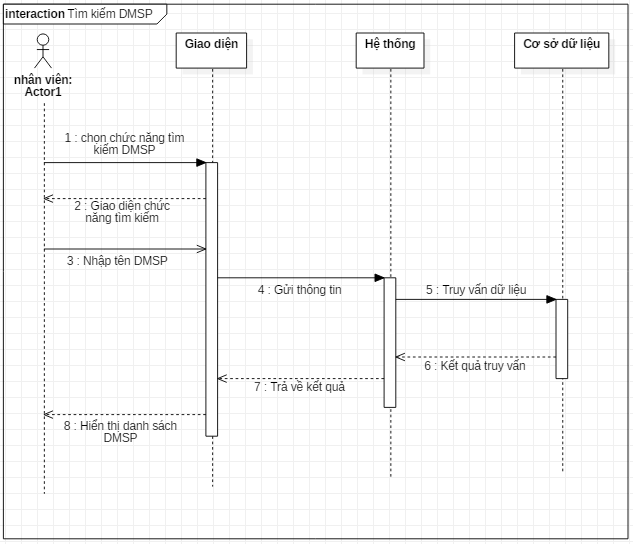 interaction Tìm kiếm DMSP
Giao diện
Hệ thống
Cơ sở dữ liệu
nhân viên:
Actor1
1 : chọn chức năng tìm
kiếm DMSP
2 : Giao diện chức
năng tìm kiếm
3 : Nhập tên DMSP
4 : Gửi thông tin
5 : Truy vấn dữ liệu
6 : Kết quả truy vấn
7 : Trả về kết quả
8 : Hiển thị danh sách
DMSP